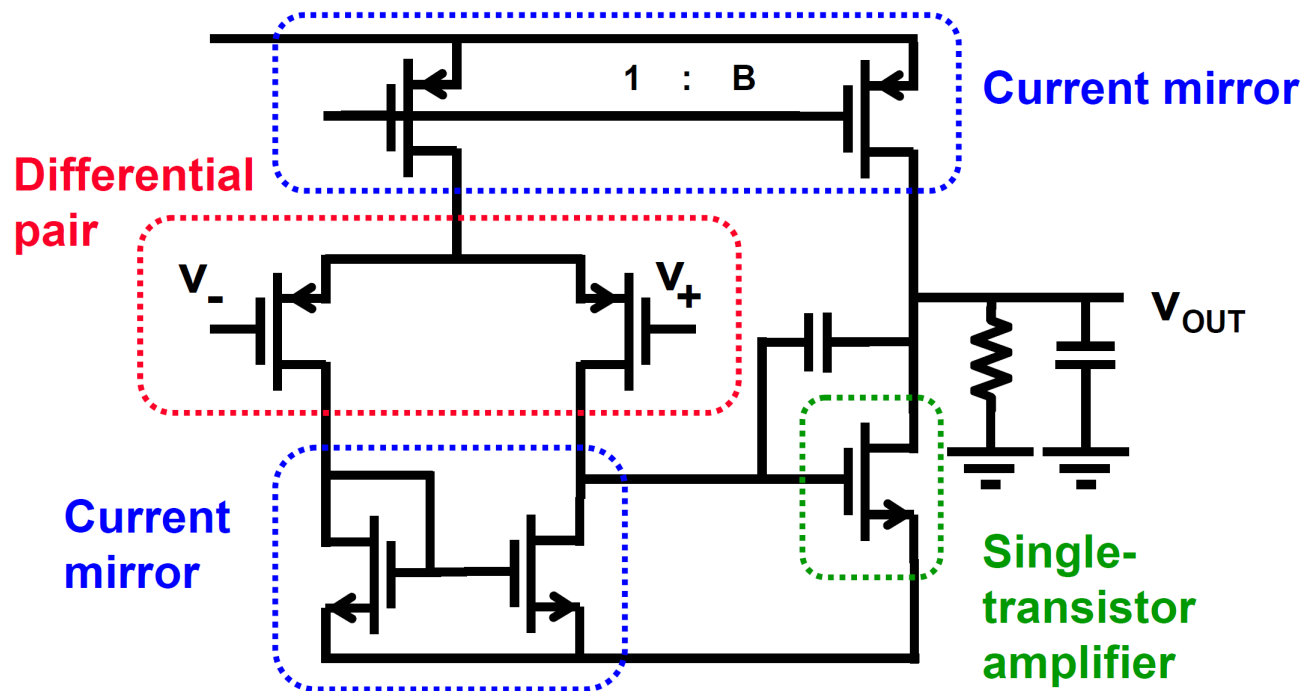 1 : B
Current mirror
Differential
pair
v-
v+
vOUT
Current
mirror
Single-
transistor
amplifier